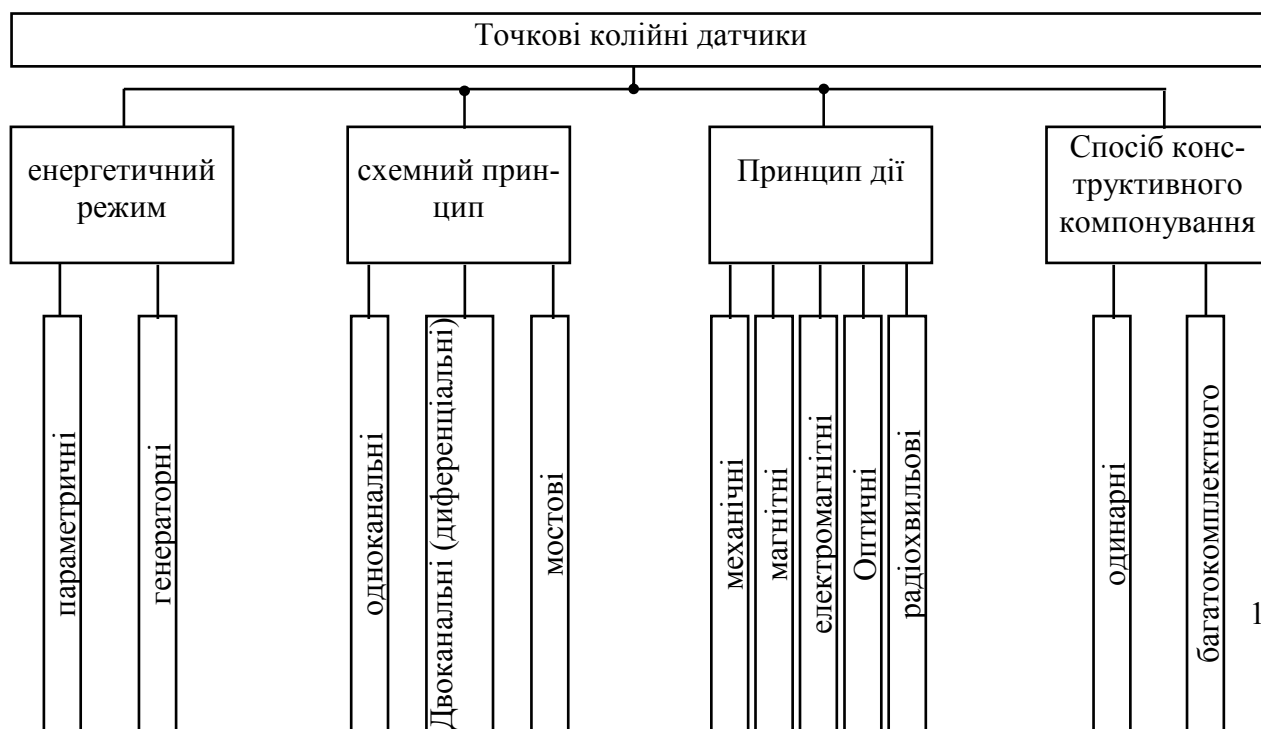 Точкові колійні датчики
енергетичний
режим
схемний прин-
цип
Принцип дії
Спосіб конс-
труктивного
компонування
параметричні
генераторні
одноканальні
Двоканальні (диференціальні)
мостові
механічні
магнітні
електромагнітні
Оптичні
радіохвильові
одинарні
багатокомплектного
1